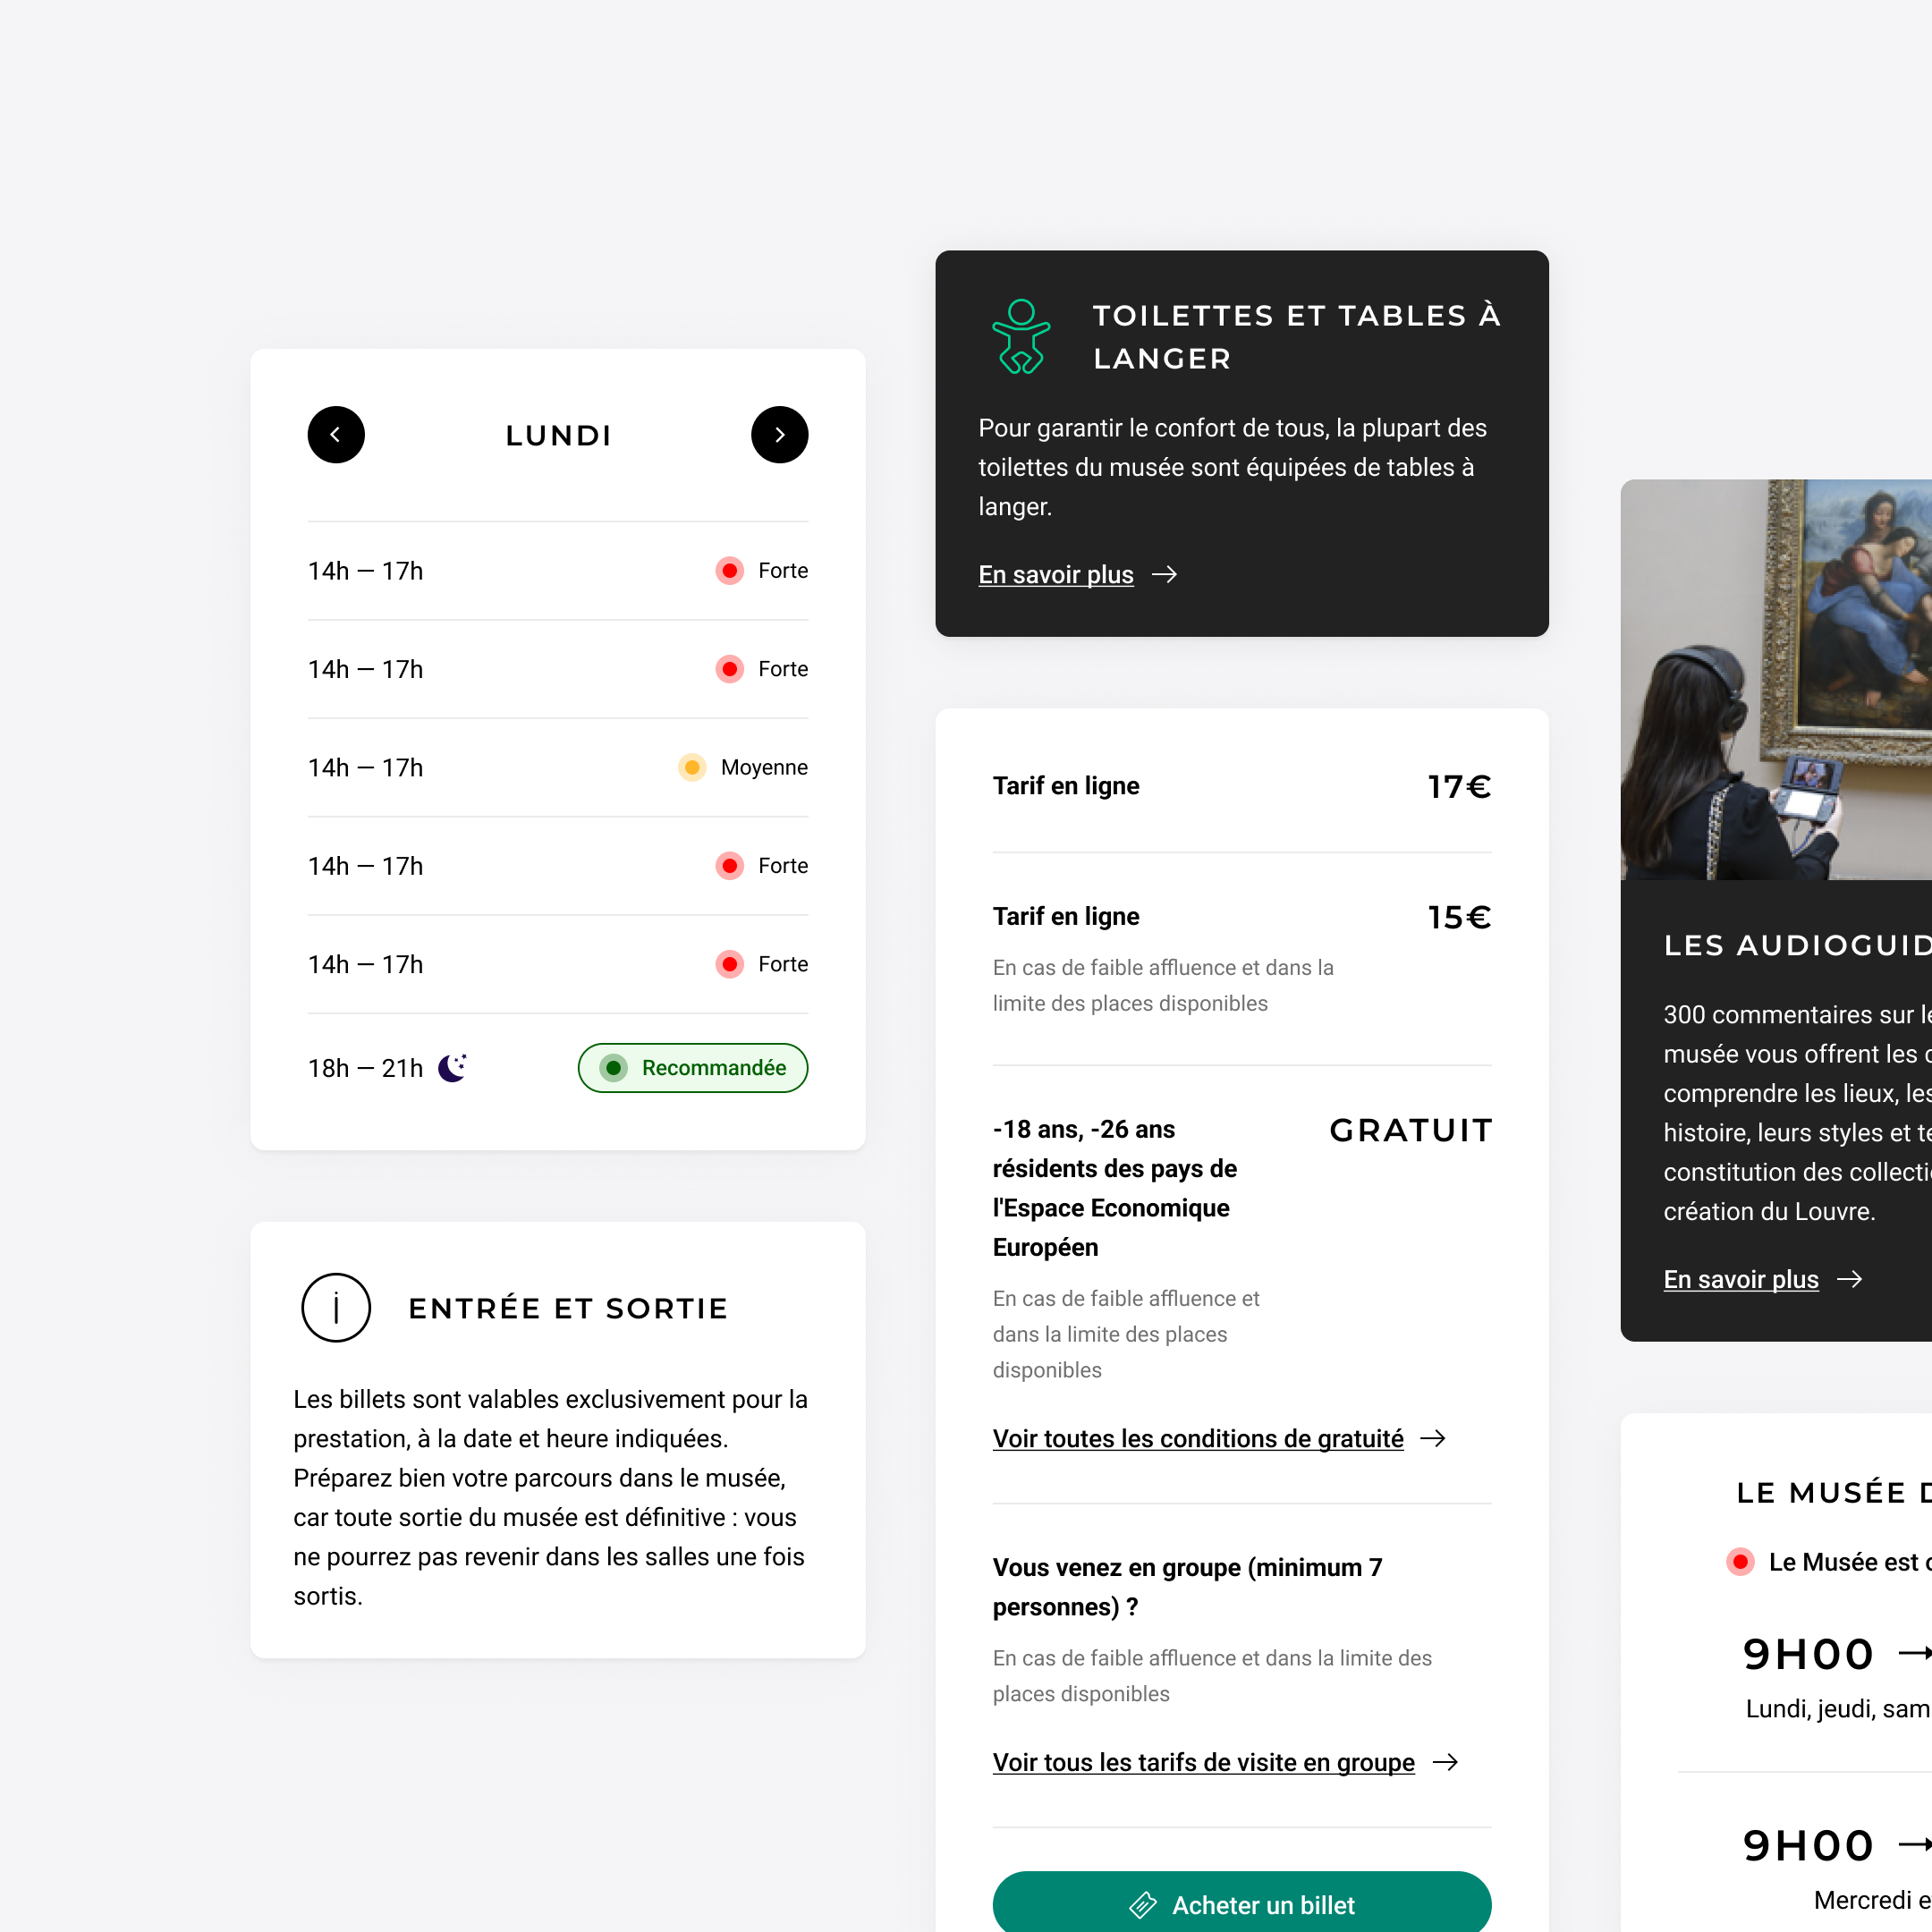 LUNDI
14h — 17h Forte
14h — 17h Forte
14h — 17h Moyenne
14h — 17h Forte
14h — 17h Forte
18h — 21h Recommandée
ENTRÉE ET SORTIE
Les billets sont valables exclusivement pour la
prestation, à la date et heure indiquées.
Préparez bien votre parcours dans le musée,
car toute sortie du musée est définitive : vous
ne pourrez pas revenir dans les salles une fois
sortis.
TOILETTES ET TABLES À
LANGER
Pour garantir le confort de tous, la plupart des
toilettes du musée sont équipées de tables à
langer.
En savoir plus →
Tarif en ligne 17€
Tarif en ligne 15€
En cas de faible affluence et dans la
limite des places disponibles
-18 ans, -26 ans GRATUIT
résidents des pays de
l'Espace Economique
Européen
En cas de faible affluence et
dans la limite des places
disponibles
Voir toutes les conditions de gratuité →
Vous venez en groupe (minimum 7
personnes) ?
En cas de faible affluence et dans la limite des
places disponibles
Voir tous les tarifs de visite en groupe →
Acheter un billet
LES AUDIOGUID
300 commentaires sur le
musée vous offrent les
comprendre les lieux, les
histoire, leurs styles et
constitution des collecti
création du Louvre.
En savoir plus →
LE MUSÉE
Le Musée est
9H00 →
Lundi, jeudi, sam
9H00 →
Mercredi e